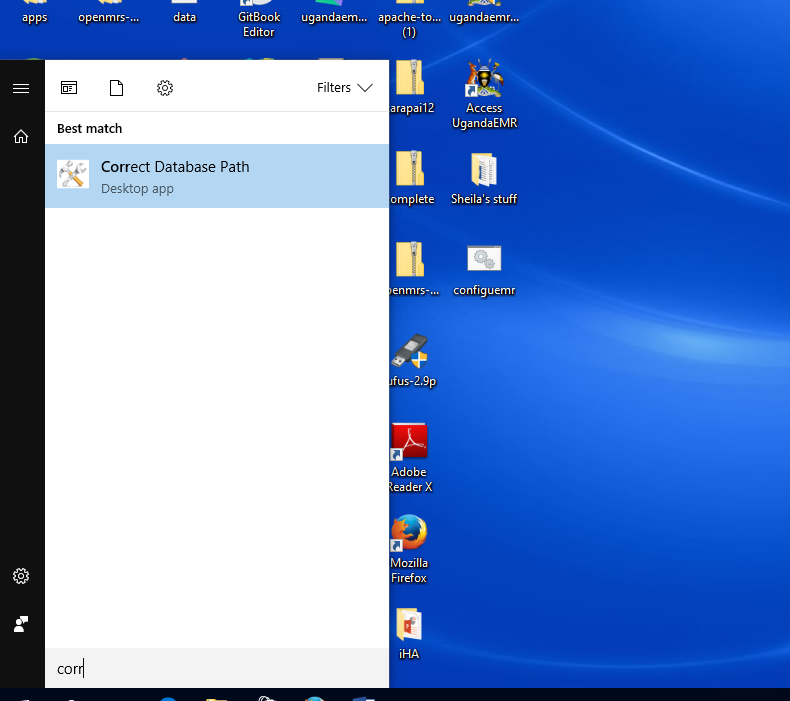 apps
openmrs-...
data
GitBook
Editor
ugandaem...
apache-to...
(1)
ugandaemr...
Filters
Best match
Correct Database Path
Desktop app
arapai12
Access
UgandaEMR
omplete
Sheila's stuff
penmrs-...
configuemr
ufus-2.9p
Adobe
Reader X
Mozilla
Firefox
iHA
corr